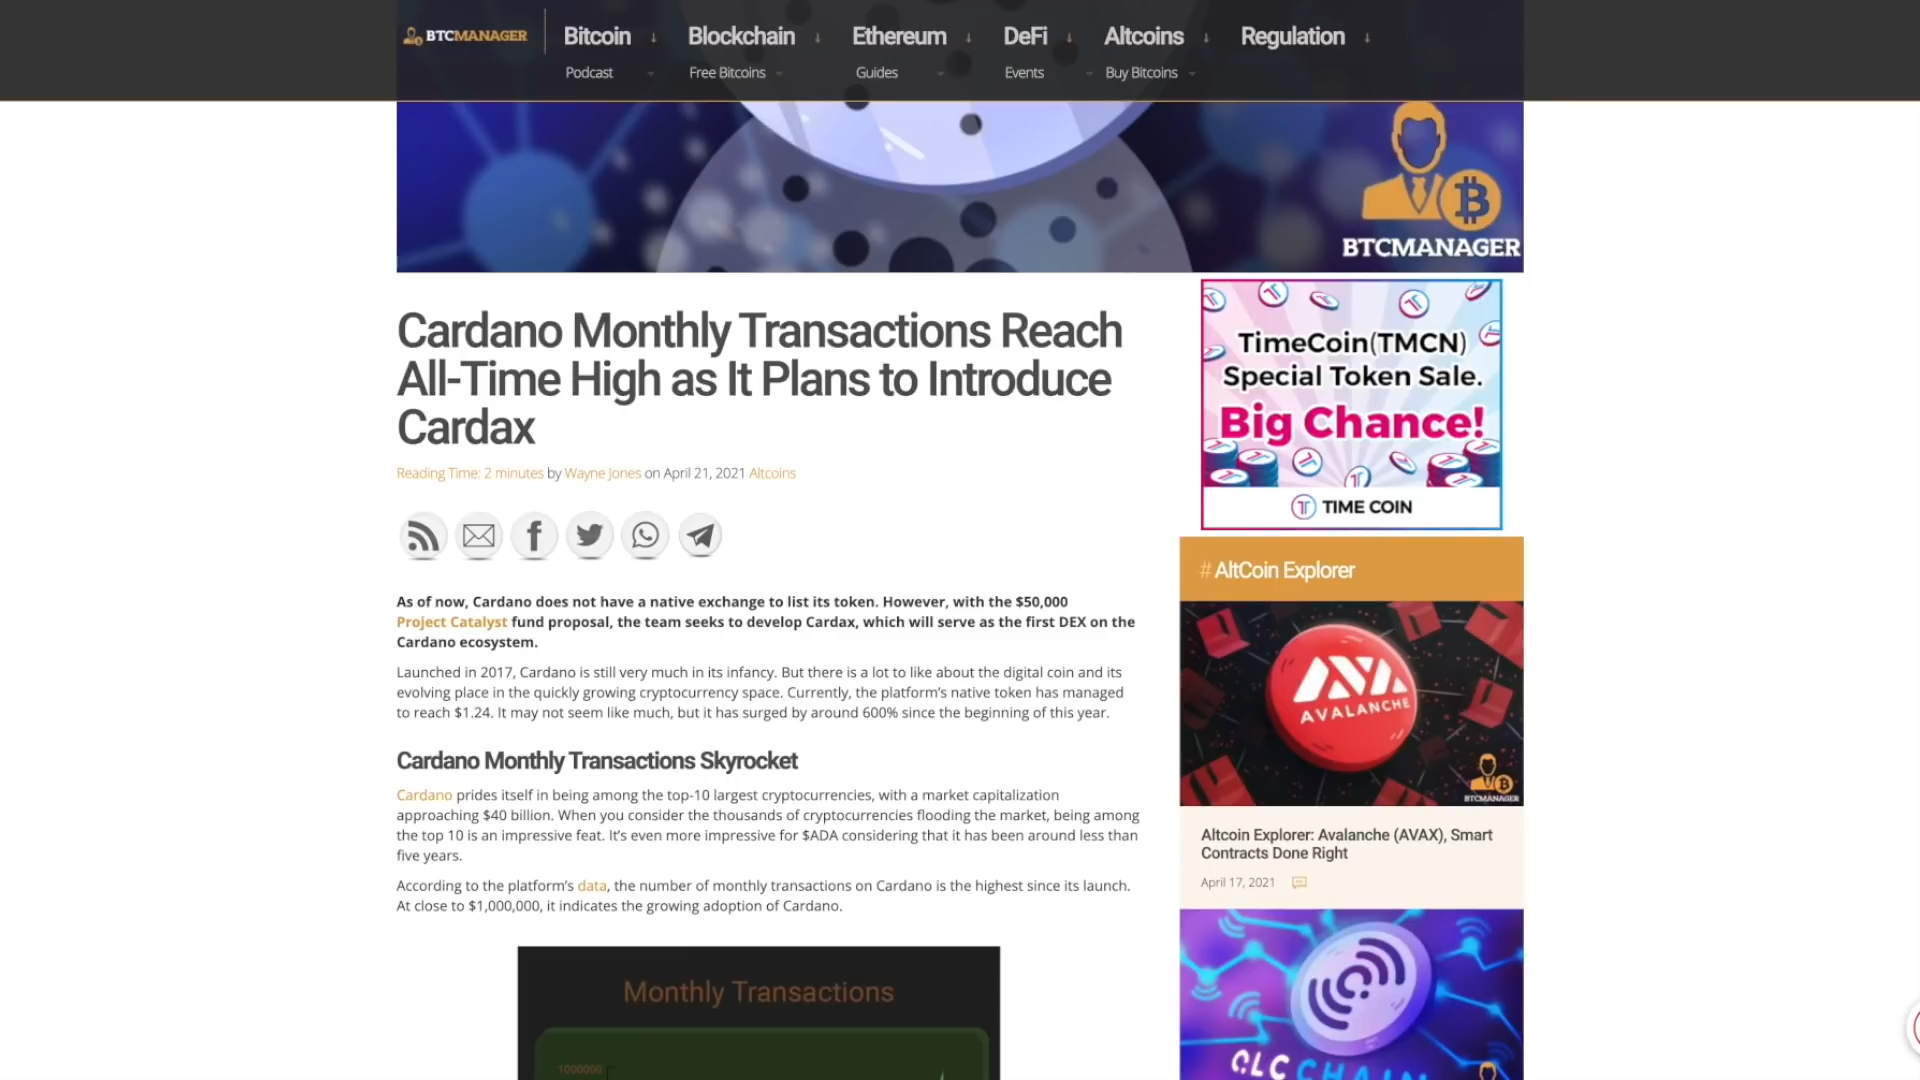 BTCMANAGER
Bitcoin Blockchain Ethereum DeFi Altcoins Regulation
Podcast Free Bitcoins Guides Events Buy Bitcoins
BTCMANAGER
Cardano Monthly Transactions Reach
All-Time High as It Plans to Introduce
Cardax
Reading Time: 2 minutes by Wayne Jones on April 21, 2021 Altcoins
As of now, Cardano does not have a native exchange to list its token. However, with the $50,000
Project Catalyst fund proposal, the team seeks to develop Cardax, which will serve as the first DEX on the
Cardano ecosystem.
Launched in 2017, Cardano is still very much in its infancy. But there is a lot to like about the digital coin and its
evolving place in the quickly growing cryptocurrency space. Currently, the platform's native token has managed
to reach $1.24. It may not seem like much, but it has surged by around 600% since the beginning of this year.
Cardano Monthly Transactions Skyrocket
Cardano prides itself in being among the top-10 largest cryptocurrencies, with a market capitalization
approaching $40 billion. When you consider the thousands of cryptocurrencies flooding the market, being among
the top 10 is an impressive feat. It's even more impressive for $ADA considering that it has been around less than
five years.
According to the platform's data, the number of monthly transactions on Cardano is the highest since its launch.
At close to $1,000,000, it indicates the growing adoption of Cardano.
Monthly Transactions
1000000
TimeCoin(TMCN)
Special Token Sale.
Big Chance!
TIME COIN
# AltCoin Explorer
AVALANCHE
BTCMANAGER
Altcoin Explorer: Avalanche (AVAX), Smart
Contracts Done Right
April 17, 2021
QLC CHAIN